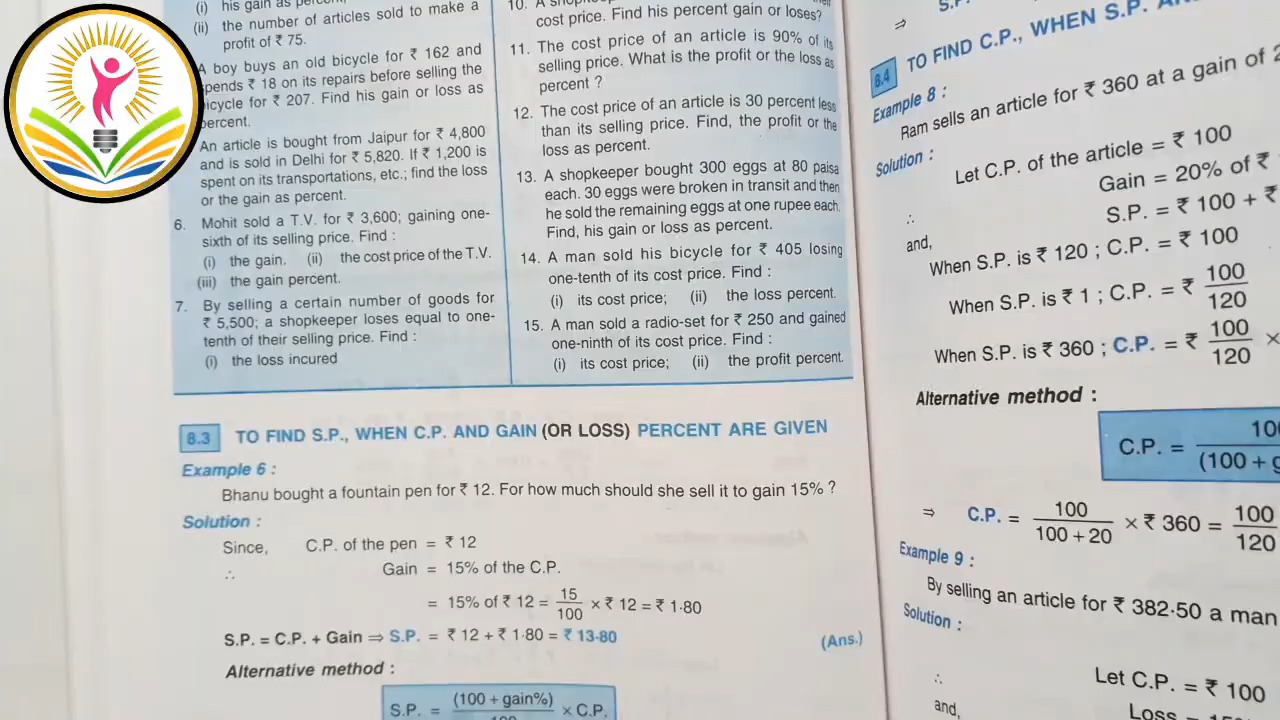 (i) his gain as percent,
(ii) the number of articles sold to make a
profit of ₹ 75.
A boy buys an old bicycle for ₹ 162 and
spends ₹ 18 on its repairs before selling the
bicycle for ₹ 207. Find his gain or loss as
percent.
An article is bought from Jaipur for ₹ 4,800
and is sold in Delhi for ₹ 5,820. If ₹ 1,200 is
spent on its transportations, etc.; find the loss
or the gain as percent.
6. Mohit sold a T.V. for ₹ 3,600; gaining one-
sixth of its selling price. Find :
(i) the gain. (ii) the cost price of the T.V.
(iii) the gain percent.
7. By selling a certain number of goods for
₹ 5,500; a shopkeeper loses equal to one-
tenth of their selling price. Find :
(i) the loss incured
10. A
cost price. Find his percent gain or loses?
11. The cost price of an article is 90% of its
selling price. What is the profit or the loss as
percent ?
12. The cost price of an article is 30 percent less
than its selling price. Find, the profit or the
loss as percent.
13. A shopkeeper bought 300 eggs at 80 paisa
each. 30 eggs were broken in transit and then
he sold the remaining eggs at one rupee each.
Find, his gain or loss as percent.
14. A man sold his bicycle for ₹ 405 losing
one-tenth of its cost price. Find :
(i) its cost price; (ii) the loss percent.
15. A man sold a radio-set for ₹ 250 and gained
one-ninth of its cost price. Find :
(i) its cost price; (ii) the profit percent.
8.3 TO FIND S.P., WHEN C.P. AND GAIN (OR LOSS) PERCENT ARE GIVEN
Example 6 :
Bhanu bought a fountain pen for ₹ 12. For how much should she sell it to gain 15% ?
Solution :
Since, C.P. of the pen = ₹ 12
∴ Gain = 15% of the C.P.
= 15% of ₹ 12 = 15/100 × ₹ 12 = ₹ 1·80
S.P. = C.P. + Gain ⇒ S.P. = ₹ 12 + ₹ 1·80 = ₹ 13·80 (Ans.)
Alternative method :
S.P. = (100 + gain%)/100 × C.P.
⇒ S.P.
8.4 TO FIND C.P., WHEN S.P.
Example 8 :
Ram sells an article for ₹ 360 at a gain of
Solution :
Let C.P. of the article = ₹ 100
Gain = 20% of ₹
∴ S.P. = ₹ 100 + ₹
and,
When S.P. is ₹ 120 ; C.P. = ₹ 100
When S.P. is ₹ 1 ; C.P. = ₹ 100/120
When S.P. is ₹ 360 ; C.P. = ₹ 100/120 ×
Alternative method :
C.P. = 10 / (100 + g
⇒ C.P. = 100/(100 + 20) × ₹ 360 = 100/120
Example 9 :
By selling an article for ₹ 382·50 a man
Solution :
∴ Let C.P. = ₹ 100
and, Loss =